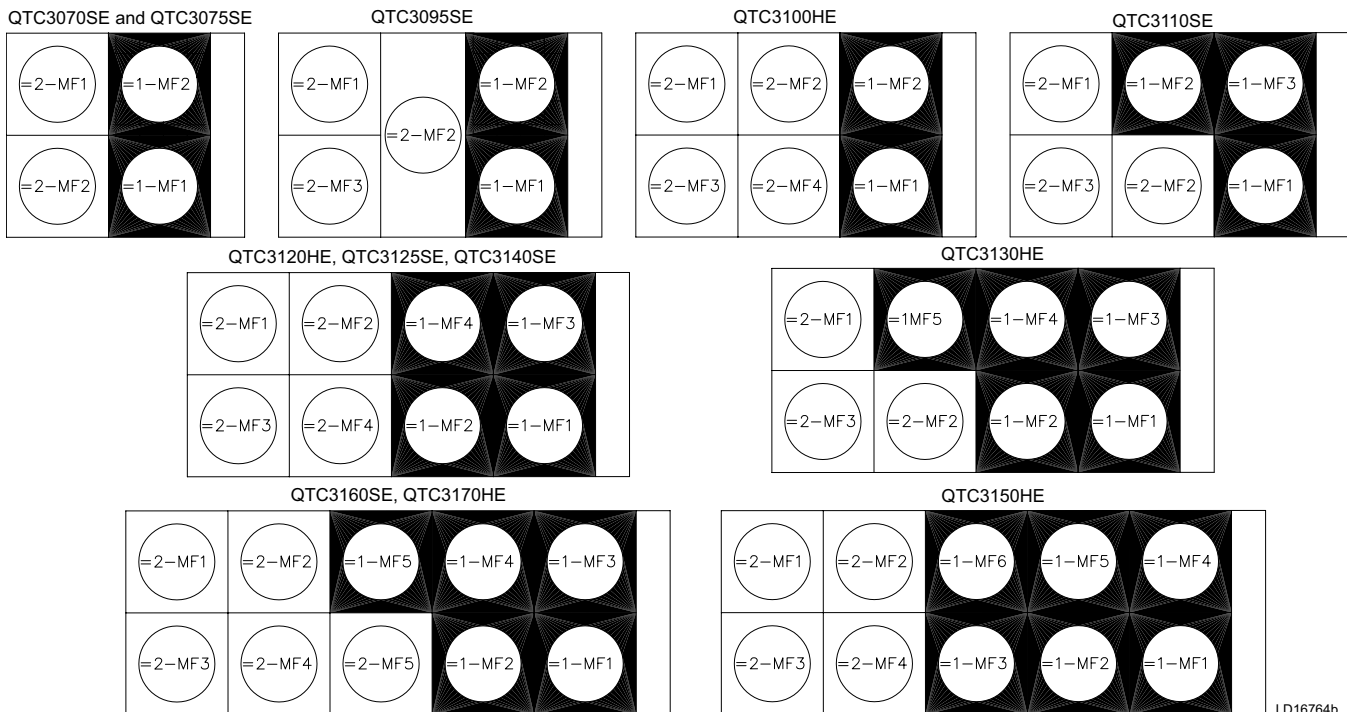 QTC3070SE and QTC3075SE
=2-MF1 =1-MF2
=2-MF2 =1-MF1
QTC3095SE
=2-MF1 =1-MF2
=2-MF2
=2-MF3 =1-MF1
QTC3100HE
=2-MF1 =2-MF2 =1-MF2
=2-MF3 =2-MF4 =1-MF1
QTC3110SE
=2-MF1 =1-MF2 =1-MF3
=2-MF3 =2-MF2 =1-MF1
QTC3120HE, QTC3125SE, QTC3140SE
=2-MF1 =2-MF2 =1-MF4 =1-MF3
=2-MF3 =2-MF4 =1-MF2 =1-MF1
QTC3130HE
=2-MF1 =1MF5 =1-MF4 =1-MF3
=2-MF3 =2-MF2 =1-MF2 =1-MF1
QTC3160SE, QTC3170HE
=2-MF1 =2-MF2 =1-MF5 =1-MF4 =1-MF3
=2-MF3 =2-MF4 =2-MF5 =1-MF2 =1-MF1
QTC3150HE
=2-MF1 =2-MF2 =1-MF6 =1-MF5 =1-MF4
=2-MF3 =2-MF4 =1-MF3 =1-MF2 =1-MF1
LD16764b